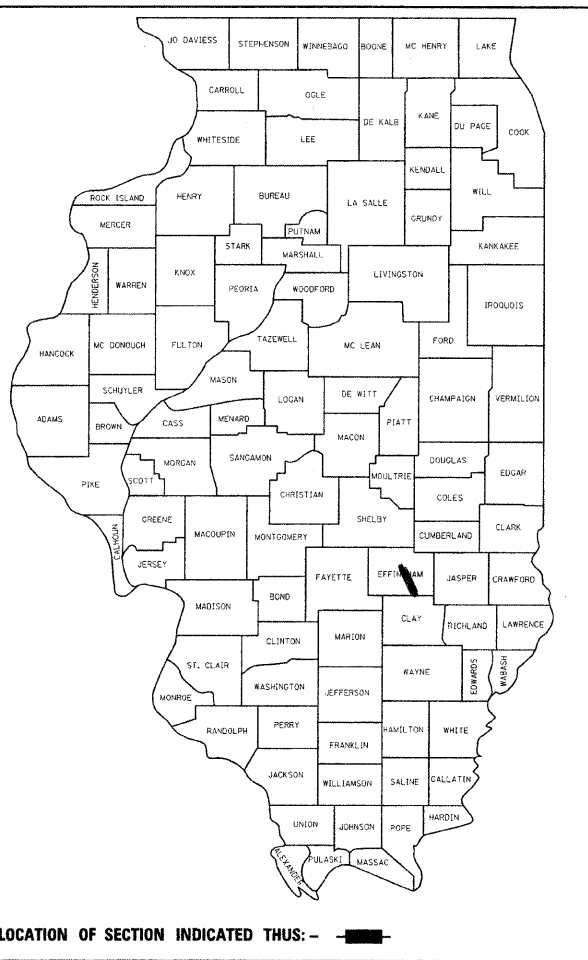 JO DAVIESS
STEPHENSON
WINNEBAGO
BOONE
MC HENRY
LAKE
CARROLL
OGLE
DE KALB
KANE
DU PAGE
COOK
WHITESIDE
LEE
KENDALL
WILL
ROCK ISLAND
HENRY
BUREAU
LA SALLE
GRUNDY
MERCER
PUTNAM
STARK
MARSHALL
KANKAKEE
HENDERSON
WARREN
KNOX
PEORIA
WOODFORD
LIVINGSTON
IROQUOIS
HANCOCK
MC DONOUGH
FULTON
TAZEWELL
MC LEAN
FORD
SCHUYLER
MASON
LOGAN
DE WITT
CHAMPAIGN
VERMILION
ADAMS
BROWN
CASS
MENARD
MACON
PIATT
PIKE
SCOTT
MORGAN
SANGAMON
CHRISTIAN
MOULTRIE
DOUGLAS
EDGAR
COLES
CALHOUN
GREENE
MACOUPIN
MONTGOMERY
SHELBY
CUMBERLAND
CLARK
JERSEY
FAYETTE
EFFINGHAM
JASPER
CRAWFORD
MADISON
BOND
CLAY
RICHLAND
LAWRENCE
CLINTON
MARION
ST. CLAIR
WAYNE
EDWARDS
WABASH
MONROE
WASHINGTON
JEFFERSON
RANDOLPH
PERRY
HAMILTON
WHITE
FRANKLIN
JACKSON
WILLIAMSON
SALINE
GALLATIN
UNION
JOHNSON
POPE
HARDIN
ALEXANDER
PULASKI
MASSAC
LOCATION OF SECTION INDICATED THUS: -